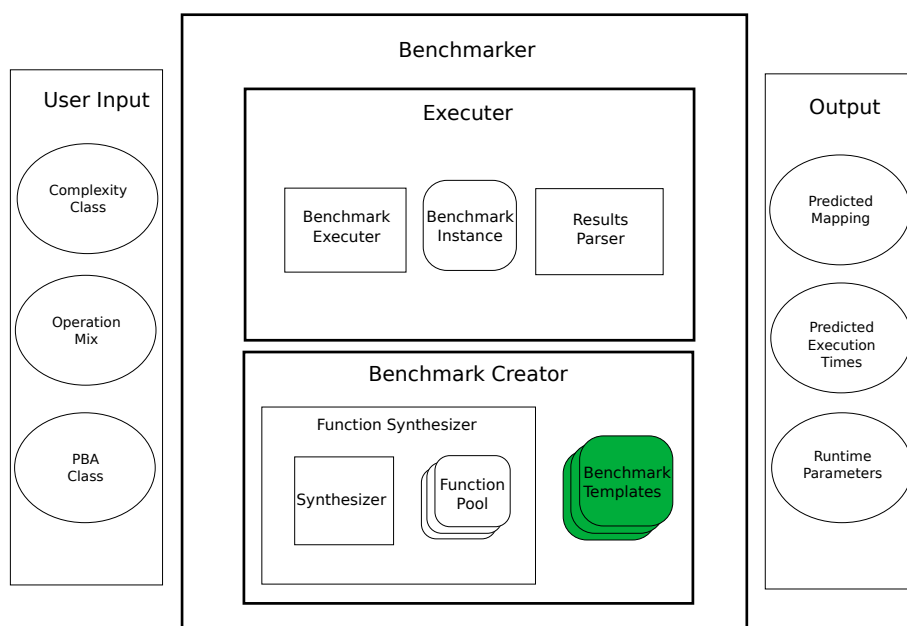 User Input
Complexity
Class
Operation
Mix
PBA
Class
Benchmarker
Executer
Benchmark
Executer
Benchmark
Instance
Results
Parser
Benchmark Creator
Function Synthesizer
Synthesizer
Function
Pool
Benchmark
Templates
Output
Predicted
Mapping
Predicted
Execution
Times
Runtime
Parameters